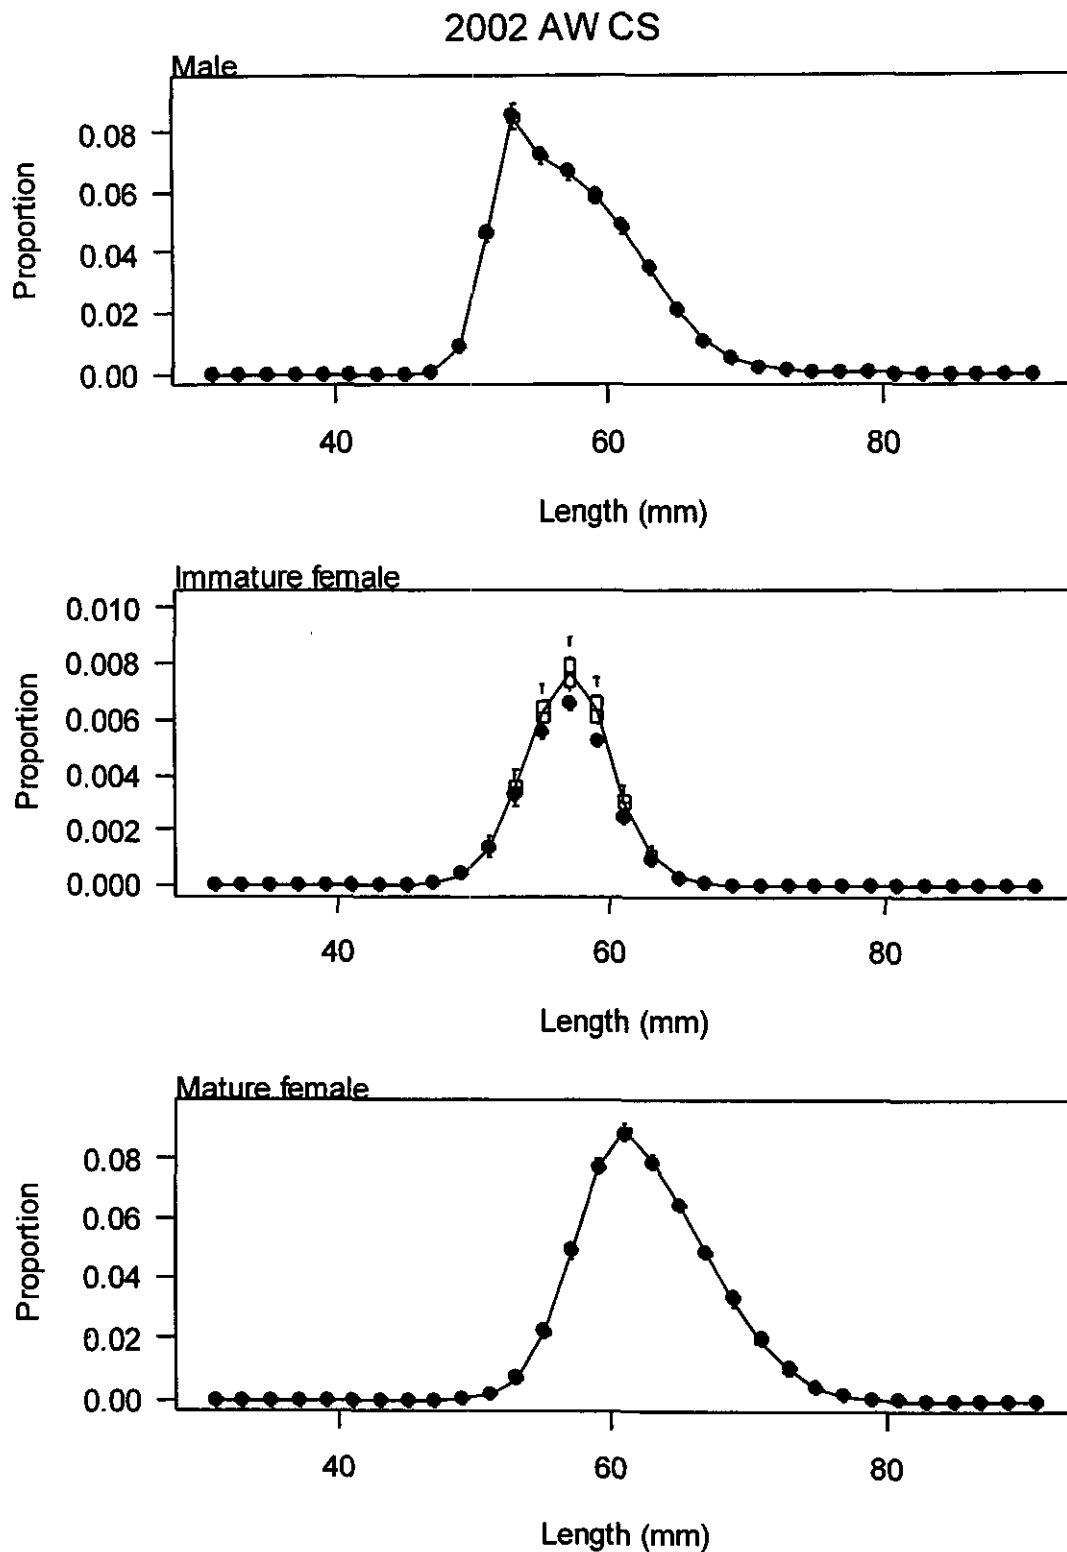 2002 AW CS
Male
Proportion
0.08
0.06
0.04
0.02
0.00
40 60 80
Length (mm)
Immature female
Proportion
0.010
0.008
0.006
0.004
0.002
0.000
40 60 80
Length (mm)
Mature female
Proportion
0.08
0.06
0.04
0.02
0.00
40 60 80
Length (mm)